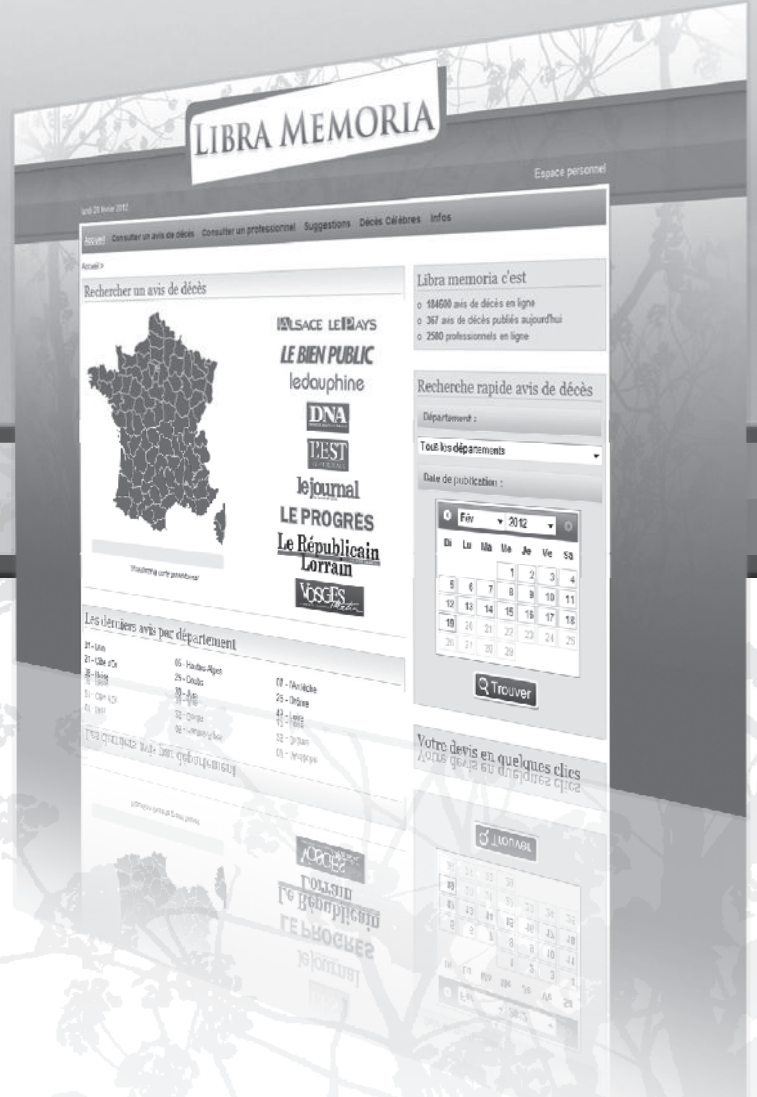 LIBRA MEMORIA
Espace personnel
2012
Accueil Consulter un avis de décès Consulter un professionnel Suggestions Décès Célèbres Infos
Accueil >
Rechercher un avis de décès
ALSACE LE PAYS
LE BIEN PUBLIC
ledauphine
DNA
L'EST
lejournal
LE PROGRES
Le Républicain
Lorrain
VOSGES
Matin
Les derniers avis par département
21 - Côte d'Or
05 - Hautes-Alpes
25 - Doubs
07 - l'Ardèche
26 - Drôme
42 - Loire
Libra memoria c'est
184600 avis de décès en ligne
367 avis de décès publiés aujourd'hui
2580 professionnels en ligne
Recherche rapide avis de décès
Département :
Tous les départements
Date de publication :
Fév 2012
Di Lu Ma Me Je Ve Sa
1 2 3 4
5 6 7 8 9 10 11
12 13 14 15 16 17 18
19 20 21 22 23 24 25
26 27 28 29
Trouver
Votre devis en quelques clics